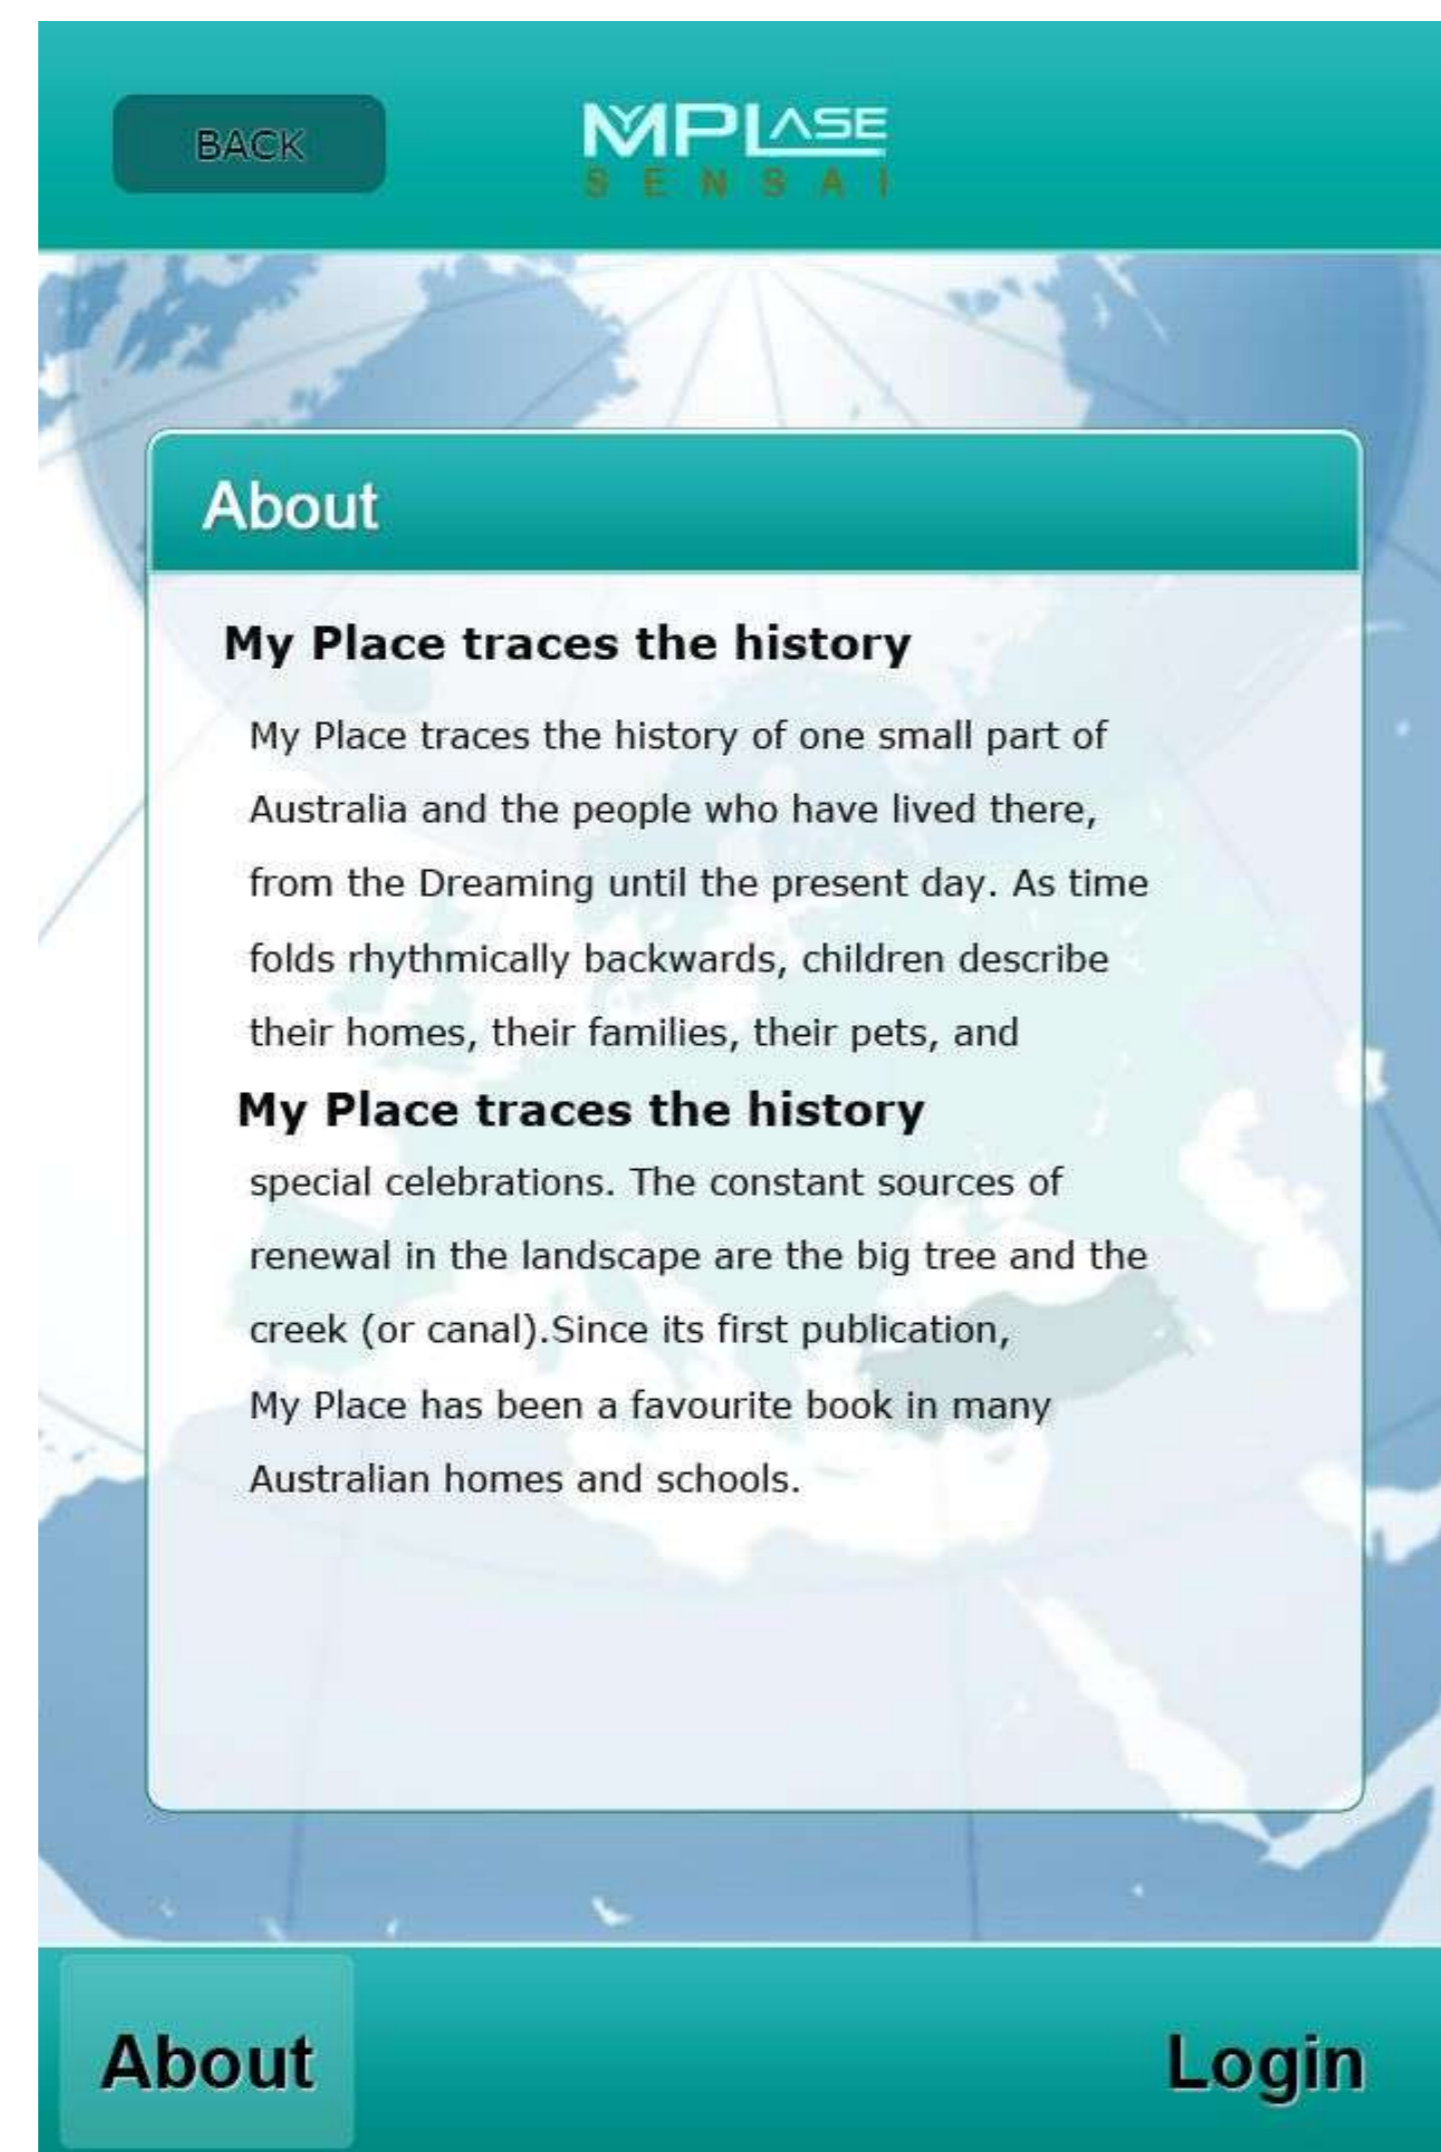 BACK
MYPLASE
SENSAI
About
My Place traces the history
My Place traces the history of one small part of
Australia and the people who have lived there,
from the Dreaming until the present day. As time
folds rhythmically backwards, children describe
their homes, their families, their pets, and
My Place traces the history
special celebrations. The constant sources of
renewal in the landscape are the big tree and the
creek (or canal).Since its first publication,
My Place has been a favourite book in many
Australian homes and schools.
About
Login